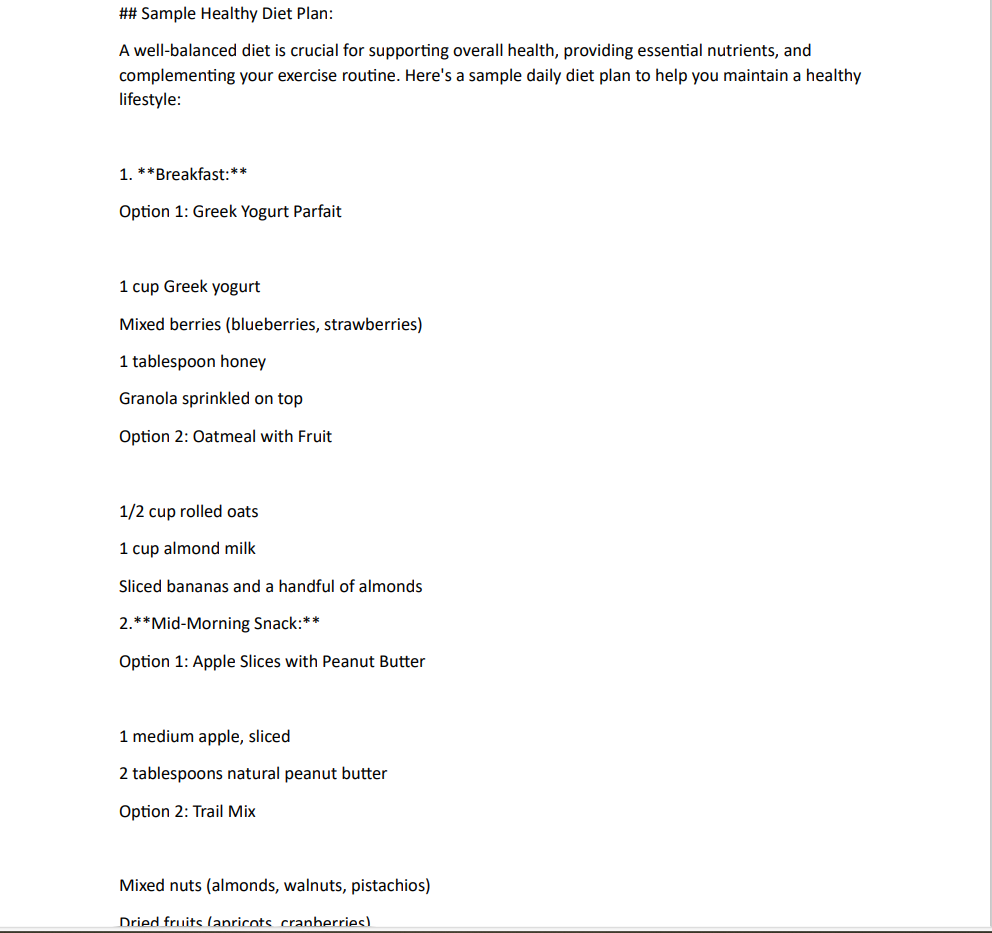 ## Sample Healthy Diet Plan:
A well-balanced diet is crucial for supporting overall health, providing essential nutrients, and
complementing your exercise routine. Here's a sample daily diet plan to help you maintain a healthy
lifestyle:
1. **Breakfast:**
Option 1: Greek Yogurt Parfait
1 cup Greek yogurt
Mixed berries (blueberries, strawberries)
1 tablespoon honey
Granola sprinkled on top
Option 2: Oatmeal with Fruit
1/2 cup rolled oats
1 cup almond milk
Sliced bananas and a handful of almonds
2.**Mid-Morning Snack:**
Option 1: Apple Slices with Peanut Butter
1 medium apple, sliced
2 tablespoons natural peanut butter
Option 2: Trail Mix
Mixed nuts (almonds, walnuts, pistachios)
Dried fruits (apricots, cranberries)